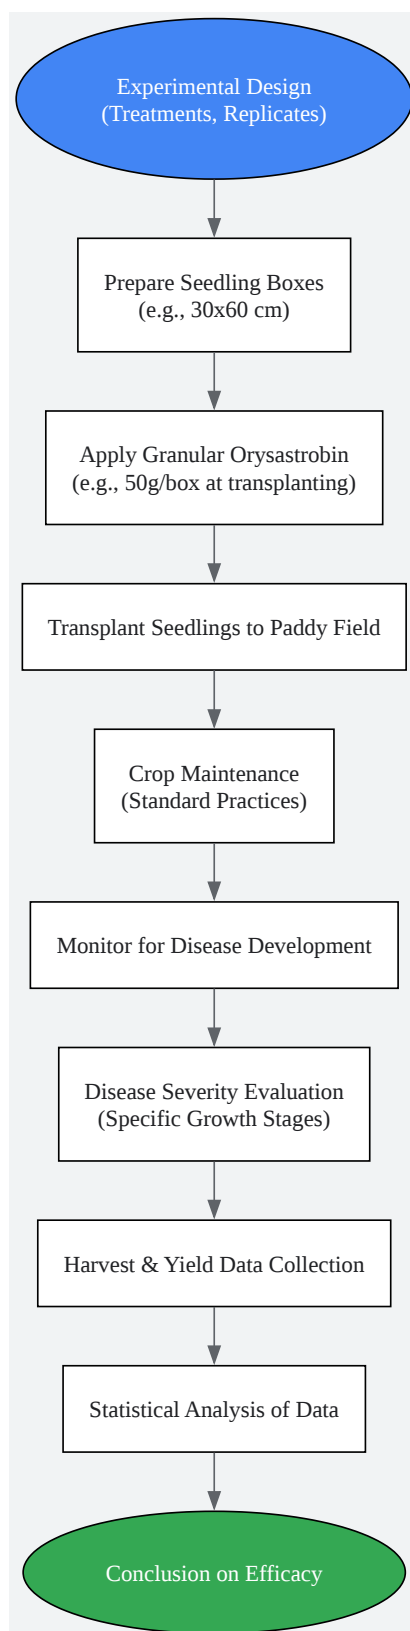 Experimental Design
(Treatments, Replicates)
Prepare Seedling Boxes
(e.g., 30x60 cm)
Apply Granular Orysastrobin
(e.g., 50g/box at transplanting)
Transplant Seedlings to Paddy Field
Crop Maintenance
(Standard Practices)
Monitor for Disease Development
Disease Severity Evaluation
(Specific Growth Stages)
Harvest & Yield Data Collection
Statistical Analysis of Data
Conclusion on Efficacy